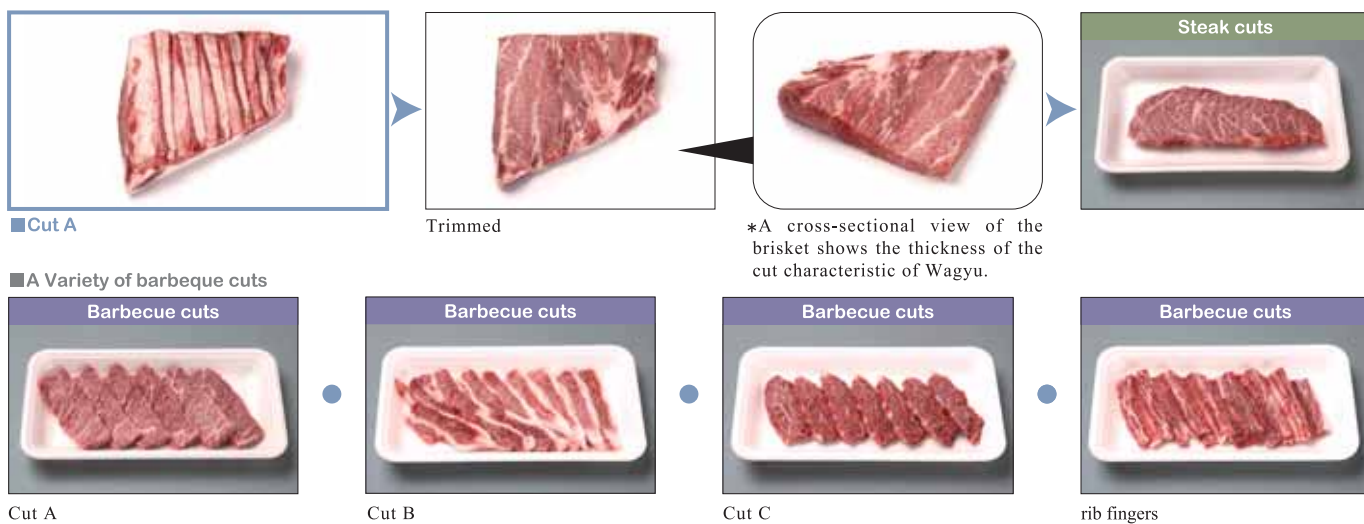 Steak cuts
■Cut A
Trimmed
*A cross-sectional view of the
brisket shows the thickness of the
cut characteristic of Wagyu.
■A Variety of barbeque cuts
Barbecue cuts
Barbecue cuts
Barbecue cuts
Barbecue cuts
Cut A
Cut B
Cut C
rib fingers